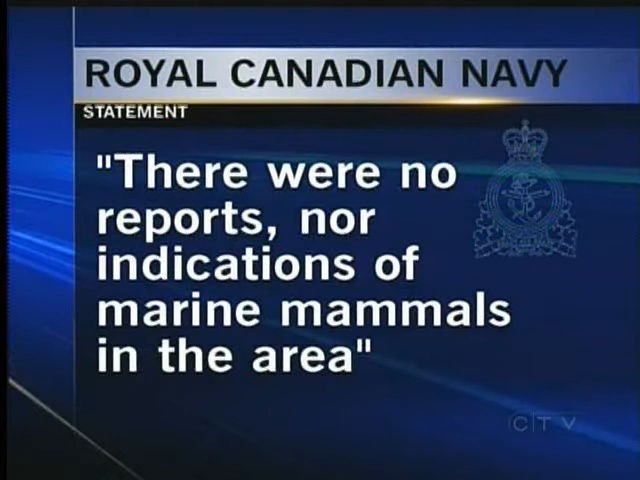 ROYAL CANADIAN NAVY
STATEMENT
"There were no
reports, nor
indications of
marine mammals
in the area"
CTV